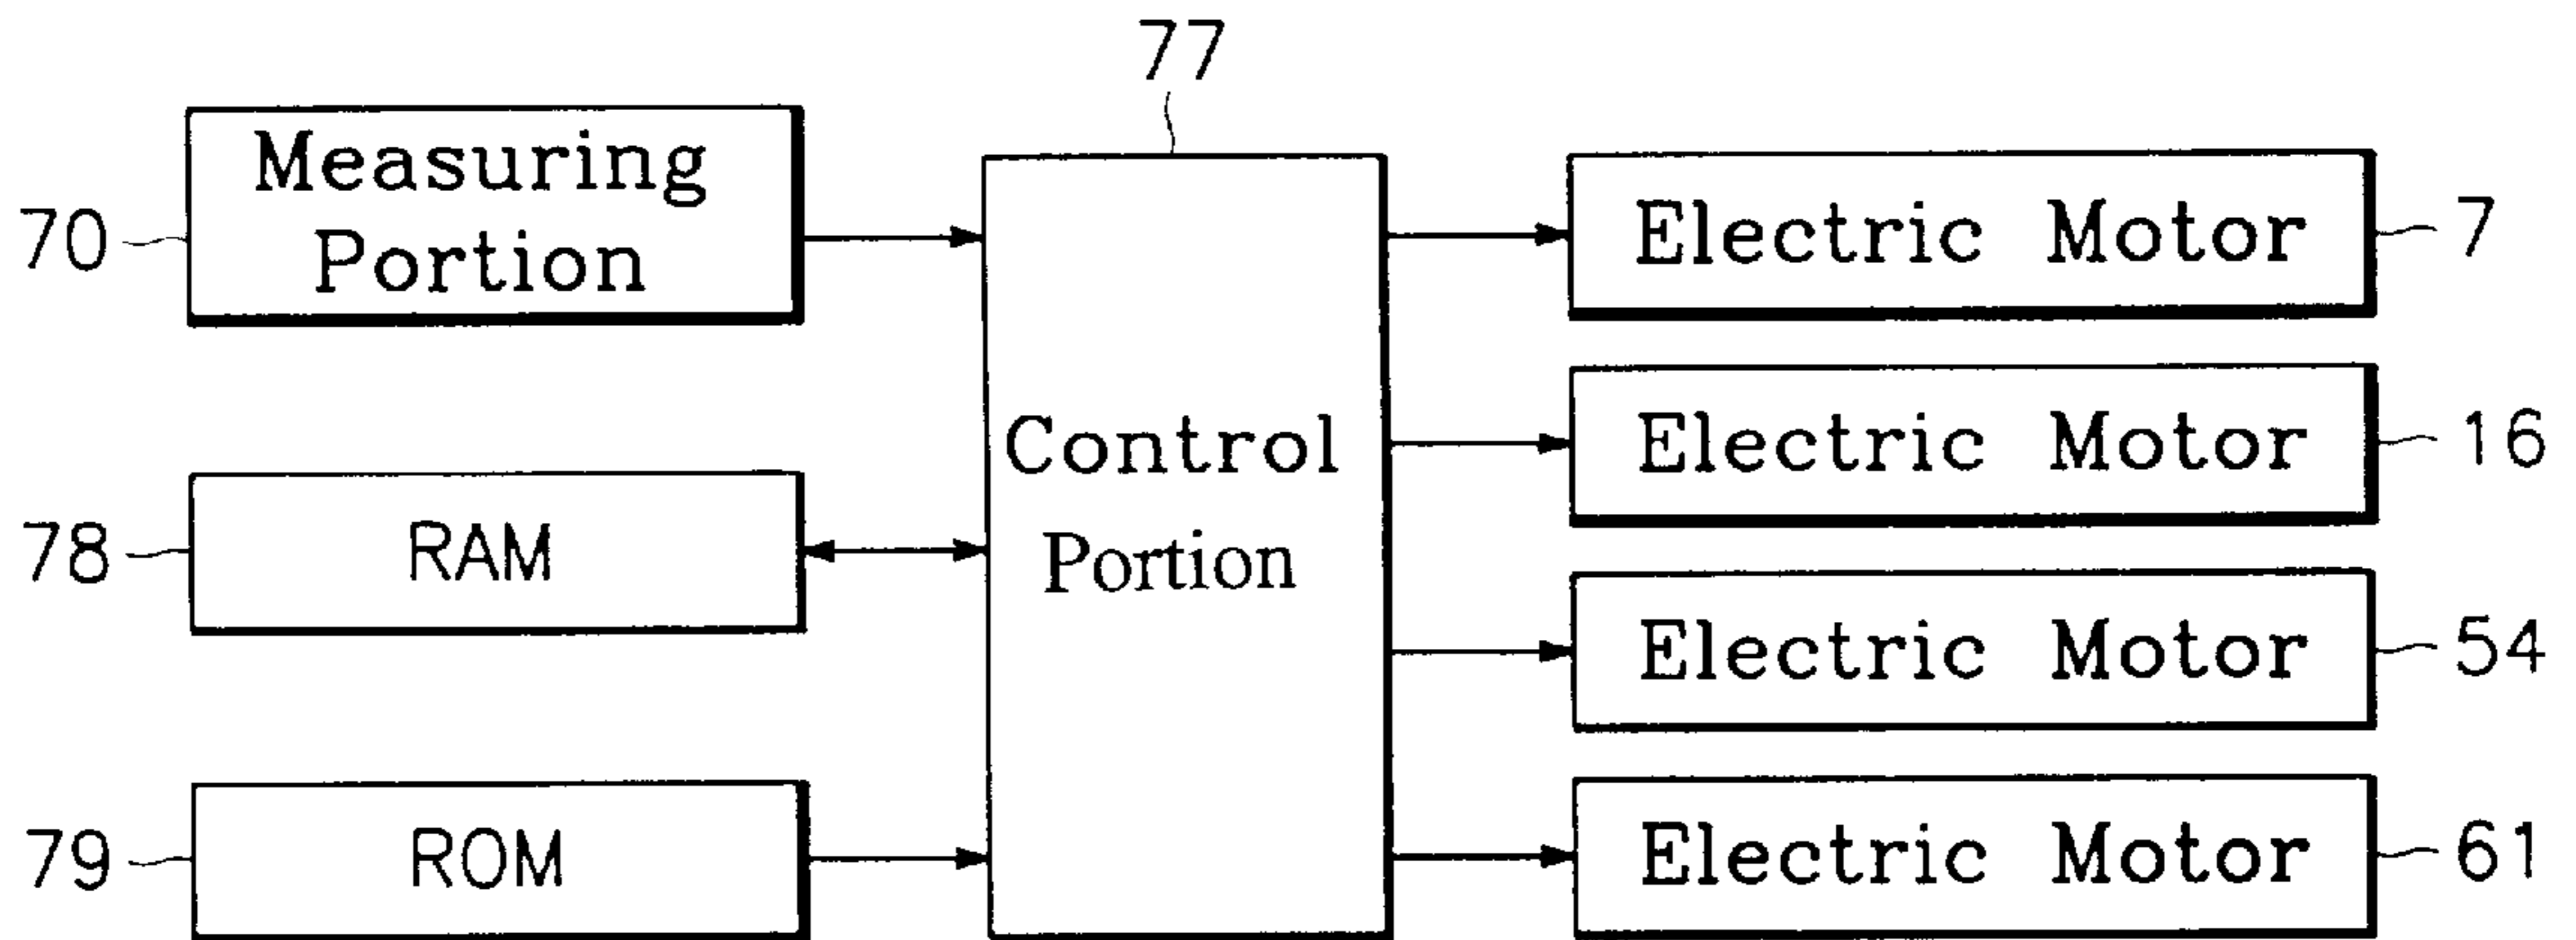 77
Measuring
Portion
70
RAM
78
ROM
79
Control
Portion
Electric Motor
7
Electric Motor
16
Electric Motor
54
Electric Motor
61